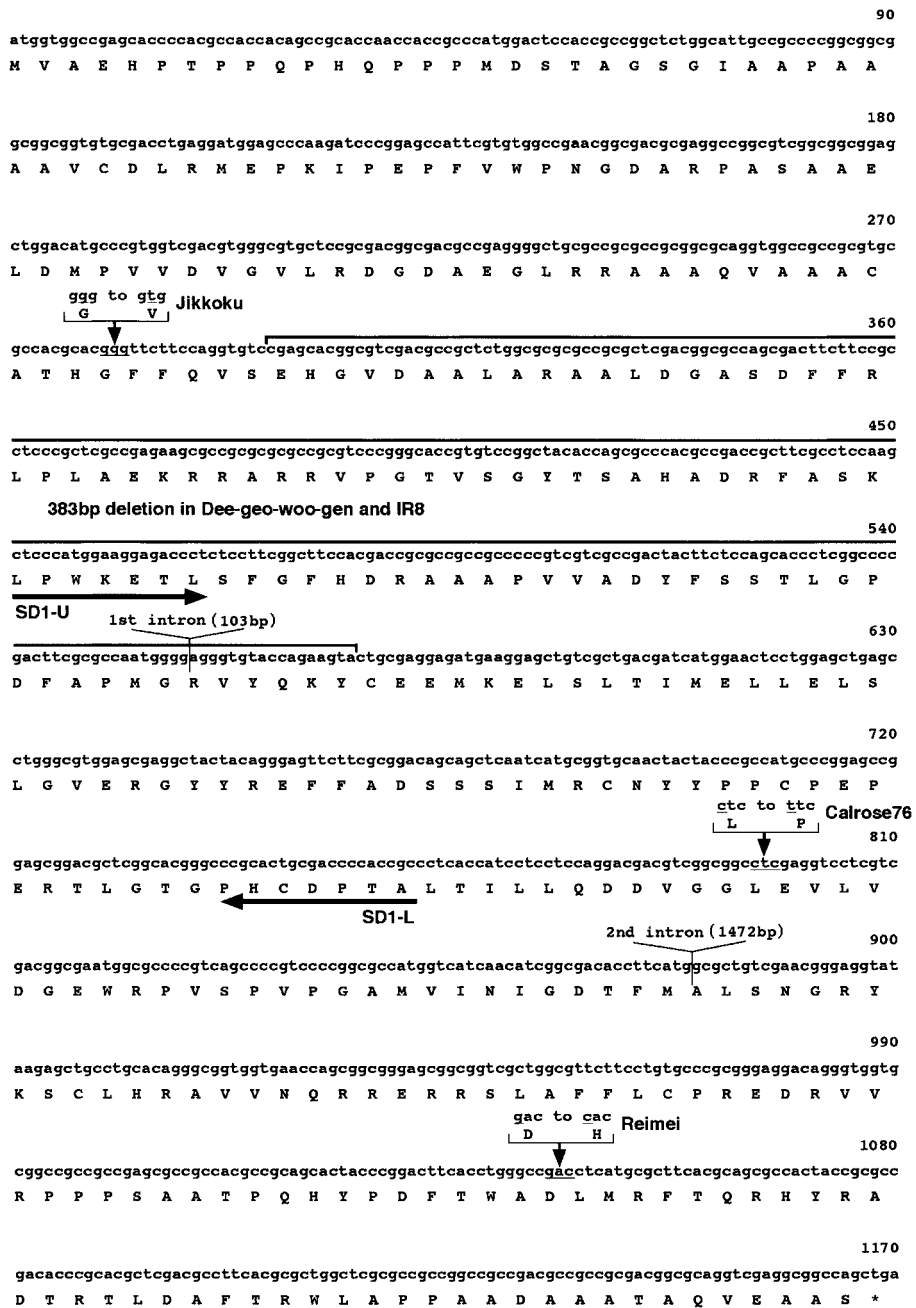 90
atggtggccgagcaccccacgccaccacagccgcaccaaccaccgcccatggactccaccgccggctctggcattgccgccccggcggcg
M V A E H P T P P Q P H Q P P P M D S T A G S G I A A P A A
180
gcggcggtgtgcgacctgaggatggagcccaagatcccggagccattcgtgtggccgaacggcgacgcgaggccggcgtcggcggcggag
A A V C D L R M E P K I P E P F V W P N G D A R P A S A A E
270
ctggacatgcccgtggtcgacgtgggcgtgctccgcgacggcgacgccgaggggctgcgccgcgccgcggcgcaggtggccgccgcgtgc
L D M P V V D V G V L R D G D A E G L R R A A A Q V A A A C
ggg to gtg Jikkoku
G V
360
gccacgcacgggttcttccaggtgtccgagcacggcgtcgacgccgctctggcgcgcgccgcgctcgacggcgccagcgacttcttccgc
A T H G F F Q V S E H G V D A A L A R A A L D G A S D F F R
450
ctcccgctcgccgagaagcgccgcgcgcgccgcgtcccgggcaccgtgtccggctacaccagcgcccacgccgaccgcttcgcctccaag
L P L A E K R R A R R V P G T V S G Y T S A H A D R F A S K
383bp deletion in Dee-geo-woo-gen and IR8
540
ctcccatggaaggagaccctctccttcggcttccacgaccgcgccgccgcccccgtcgtcgccgactacttctccagcaccctcggcccc
L P W K E T L S F G F H D R A A A P V V A D Y F S S T L G P
SD1-U
1st intron (103bp)
630
gacttcgcgccaatggggagggtgtaccagaagtactgcgaggagatgaaggagctgtcgctgacgatcatggaactcctggagctgagc
D F A P M G R V Y Q K Y C E E M K E L S L T I M E L L E L S
720
ctgggcgtggagcgaggctactacagggagttcttcgcggacagcagctcaatcatgcggtgcaactactacccgccatgcccggagccg
L G V E R G Y Y R E F F A D S S S I M R C N Y Y P P C P E P
ctc to ttc Calrose76
L P
810
gagcggacgctcggcacgggcccgcactgcgaccccaccgccctcaccatcctcctccaggacgacgtcggcggcctcgaggtcctcgtc
E R T L G T G P H C D P T A L T I L L Q D D V G G L E V L V
SD1-L
2nd intron (1472bp)
900
gacggcgaatggcgccccgtcagccccgtccccggcgccatggtcatcaacatcggcgacaccttcatggcgctgtcgaacgggaggtat
D G E W R P V S P V P G A M V I N I G D T F M A L S N G R Y
990
aagagctgcctgcacagggcggtggtgaaccagcggcgggagcggcggtcgctggcgttcttcctgtgcccgcgggaggacagggtggtg
K S C L H R A V V N Q R R E R R S L A F F L C P R E D R V V
gac to cac Reimei
D H
1080
cggccgccgccgagcgccgccacgccgcagcactacccggacttcacctgggccgacctcatgcgcttcacgcagcgccactaccgcgcc
R P P P S A A T P Q H Y P D F T W A D L M R F T Q R H Y R A
1170
gacacccgcacgctcgacgccttcacgcgctggctcgcgccgccggccgccgacgccgccgcgacggcgcaggtcgaggcggccagctga
D T R T L D A F T R W L A P P A A D A A A T A Q V E A A S *